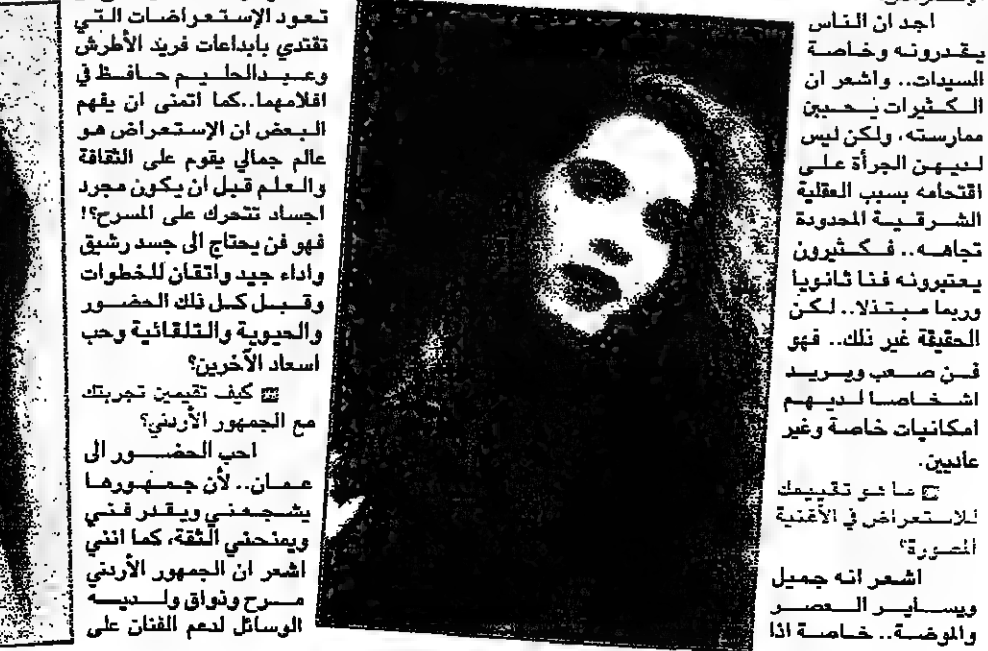 اجد ان الناس
يقدرونه وخاصة
السيدات.. واشعر ان
الكثيرات يحببن
ممارسته، ولكن ليس
لديهن الجرأة على
اقتحامه بسبب العقلية
الشرقية المحدودة
تجاهه.. فكثيرون
يعتبرونه فنا ثانويا
وربما مبتذلا.. لكن
الحقيقة غير ذلك.. فهو
فن صعب ويريد
اشخاصا لديهم
امكانيات خاصة وغير
عاديين.
ما هو تقييمك
للاستعراض في الأغنية
المصورة؟
اشعر انه جميل
ويساير العصر
والموضة.. خاصة اذا
تعود الإستعراضات التي
تقتدي بابداعات فريد الأطرش
وعبدالحليم حافظ في
افلامهما..كما اتمنى ان يفهم
البعض ان الإستعراض هو
عالم جمالي يقوم على الثقافة
والعلم قبل ان يكون مجرد
اجساد تتحرك على المسرح؟!
فهو فن يحتاج الى جسد رشيق
واداء جيد واتقان للخطوات
وقبل كل ذلك الحضور
والحيوية والتلقائية وحب
اسعاد الآخرين؟
كيف تقيمين تجربتك
مع الجمهور الأردني؟
احب الحضور الى
عمان.. لأن جمهورها
يشجعني ويقدر فني
ويمنحني الثقة، كما انني
اشعر ان الجمهور الأردني
مرح وذواق ولديه
الوسائل لدعم الفنان على